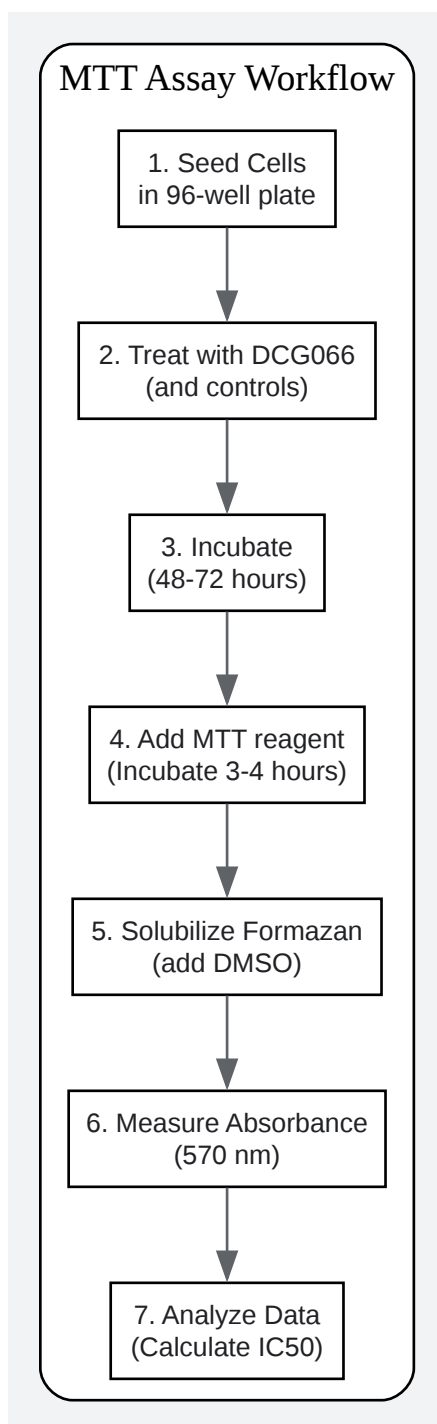 MTT Assay Workflow
1. Seed Cells
in 96-well plate
2. Treat with DCG066
(and controls)
3. Incubate
(48-72 hours)
4. Add MTT reagent
(Incubate 3-4 hours)
5. Solubilize Formazan
(add DMSO)
6. Measure Absorbance
(570 nm)
7. Analyze Data
(Calculate IC50)